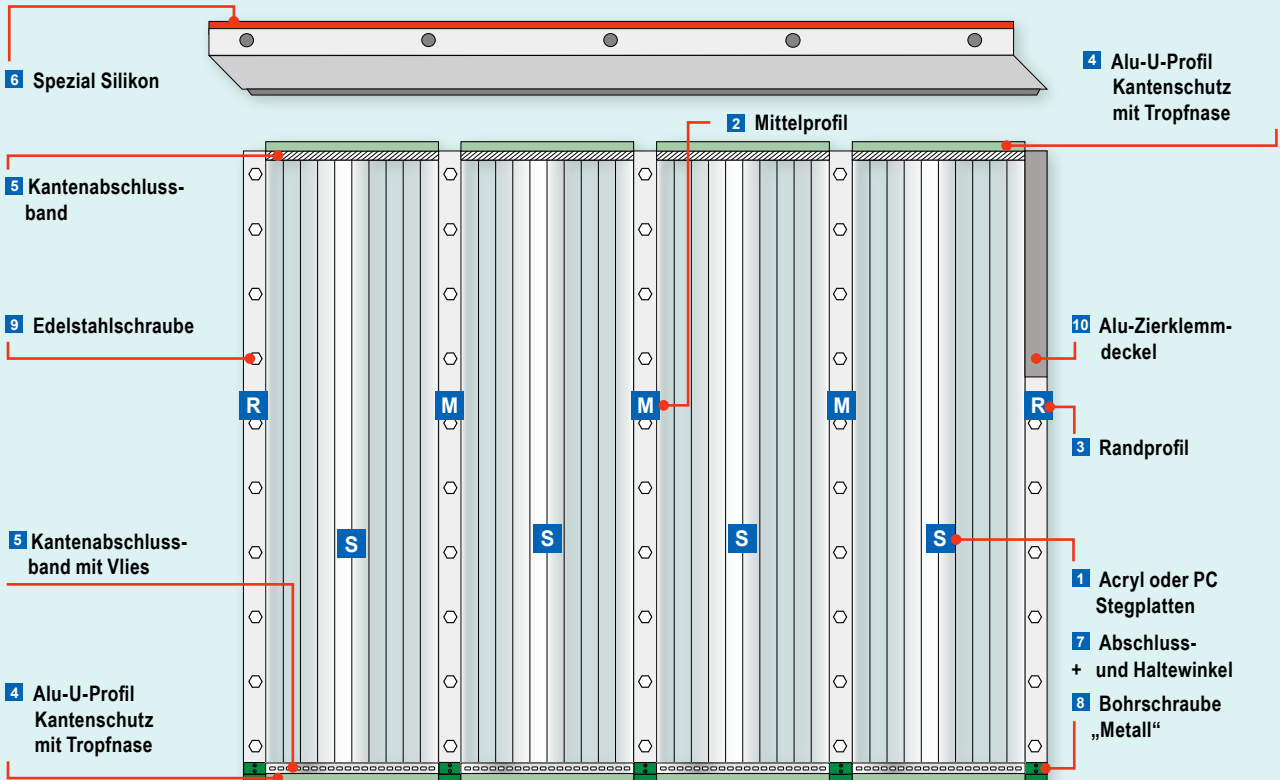 6 Spezial Silikon
4 Alu-U-Profil
Kantenschutz
mit Tropfnase
2 Mittelprofil
5 Kantenabschluss-
band
9 Edelstahlschraube
10 Alu-Zierklemm-
deckel
R M M M R
3 Randprofil
5 Kantenabschluss-
band mit Vlies
S S S S
1 Acryl oder PC
Stegplatten
7 Abschluss-
+ und Haltewinkel
8 Bohrschraube
„Metall“
4 Alu-U-Profil
Kantenschutz
mit Tropfnase